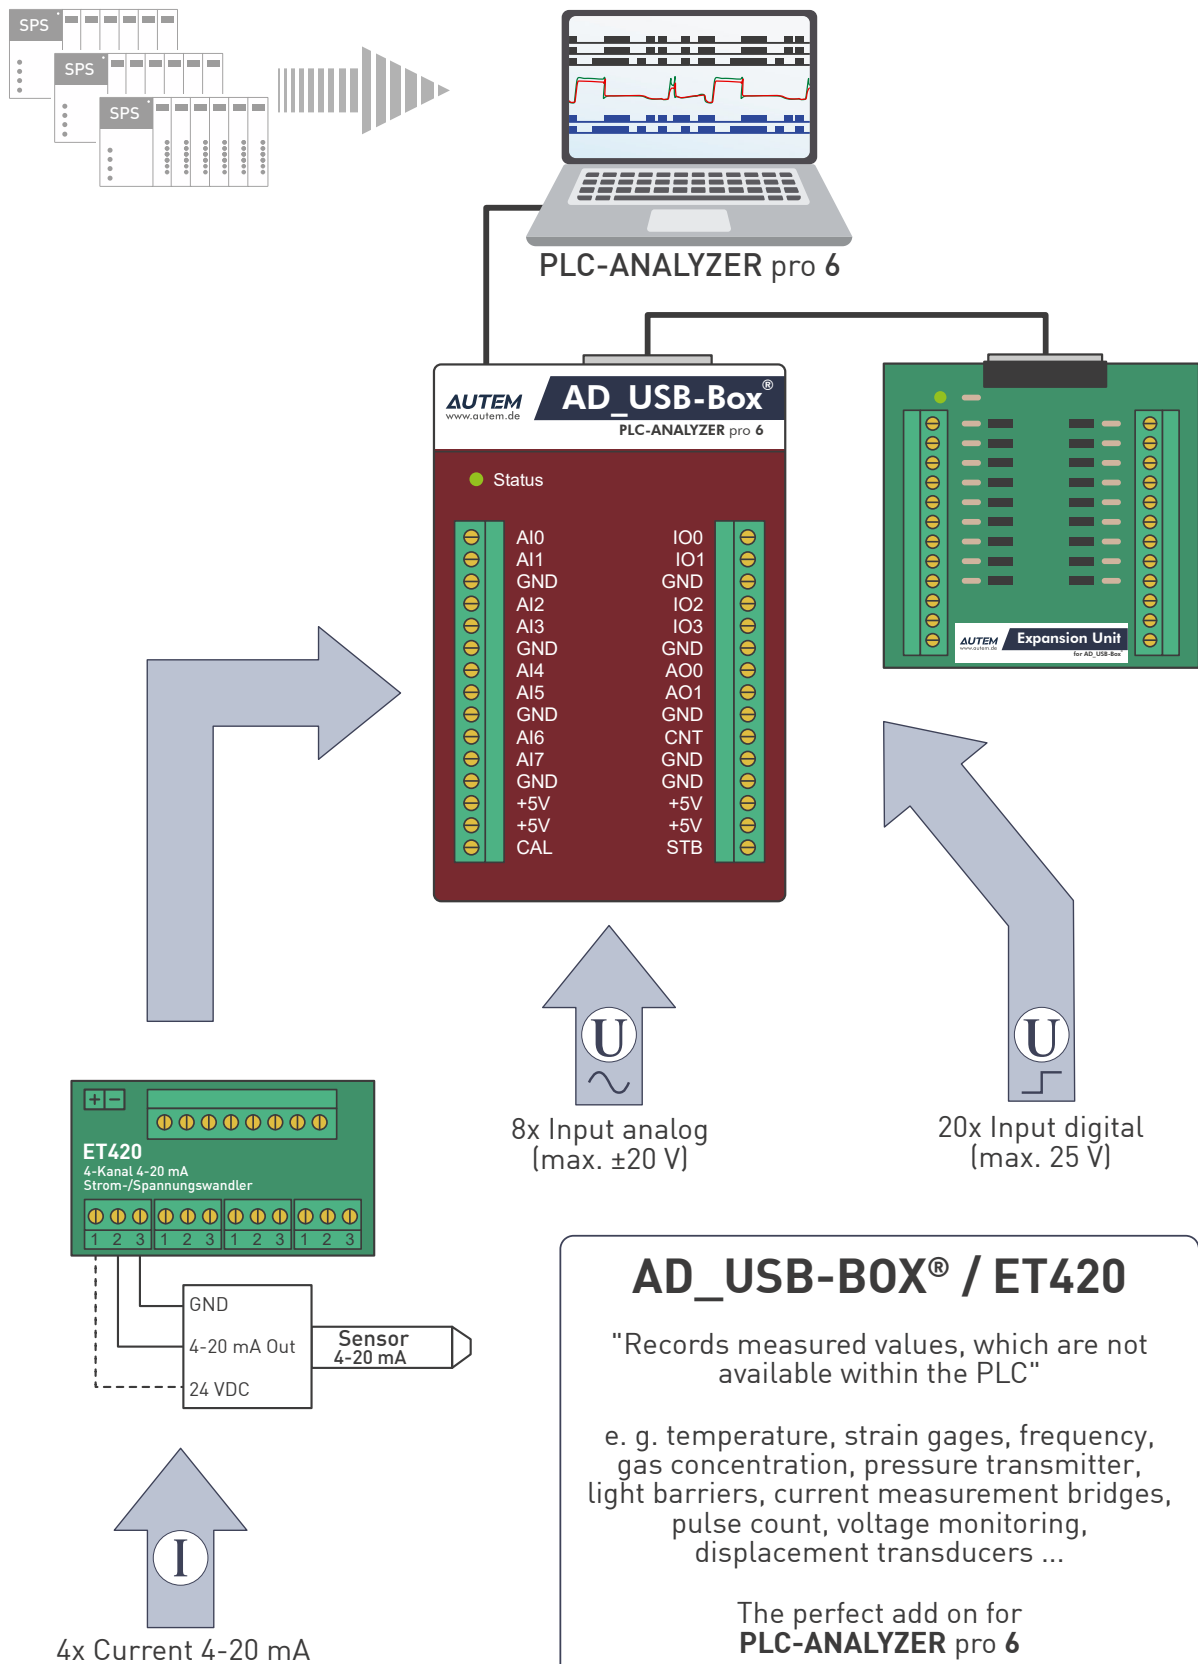 SPS
SPS
SPS
PLC-ANALYZER pro 6
AUTEM
www.autem.de
AD_USB-Box®
PLC-ANALYZER pro 6
Status
AI0 IO0
AI1 IO1
GND GND
AI2 IO2
AI3 IO3
GND GND
AI4 AO0
AI5 AO1
GND GND
AI6 CNT
AI7 GND
GND GND
+5V +5V
+5V +5V
CAL STB
AUTEM
www.autem.de
Expansion Unit
for AD_USB-Box
U
8x Input analog
(max. ±20 V)
U
20x Input digital
(max. 25 V)
+ −
ET420
4-Kanal 4-20 mA
Strom-/Spannungswandler
1 2 3 1 2 3 1 2 3 1 2 3
GND
4-20 mA Out
24 VDC
Sensor
4-20 mA
I
4x Current 4-20 mA
AD_USB-BOX® / ET420
"Records measured values, which are not
available within the PLC"
e. g. temperature, strain gages, frequency,
gas concentration, pressure transmitter,
light barriers, current measurement bridges,
pulse count, voltage monitoring,
displacement transducers ...
The perfect add on for
PLC-ANALYZER pro 6